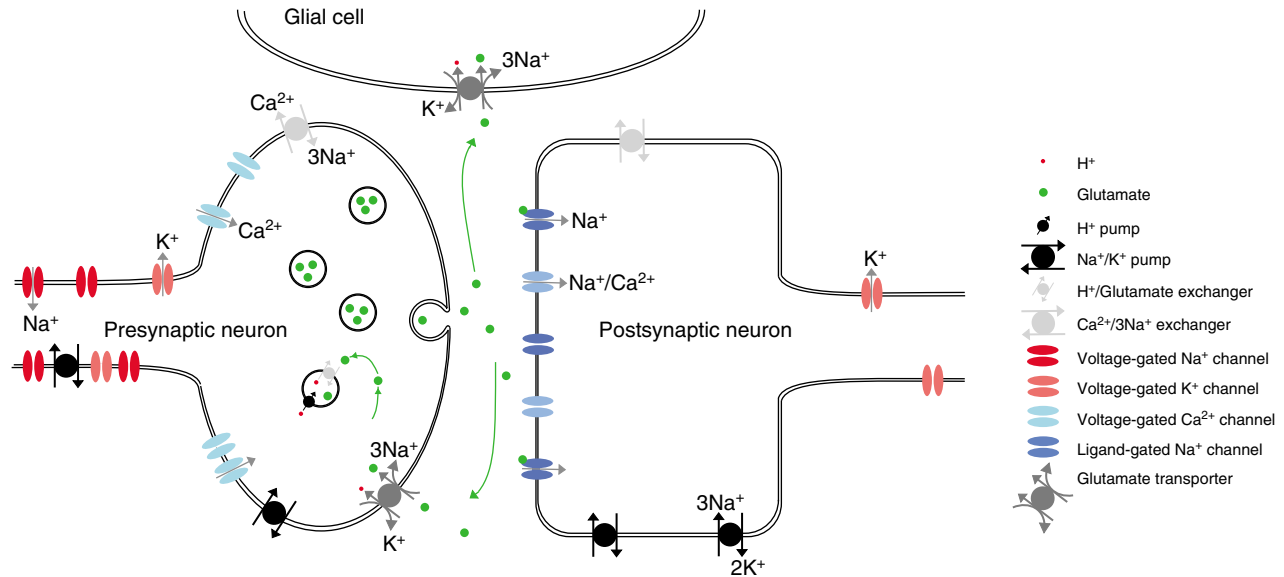 Glial cell
3Na⁺
K⁺
Ca²⁺
3Na⁺
Ca²⁺
K⁺
Na⁺
Presynaptic neuron
3Na⁺
K⁺
Na⁺
Na⁺/Ca²⁺
Postsynaptic neuron
K⁺
3Na⁺
2K⁺
H⁺
Glutamate
H⁺ pump
Na⁺/K⁺ pump
H⁺/Glutamate exchanger
Ca²⁺/3Na⁺ exchanger
Voltage-gated Na⁺ channel
Voltage-gated K⁺ channel
Voltage-gated Ca²⁺ channel
Ligand-gated Na⁺ channel
Glutamate transporter